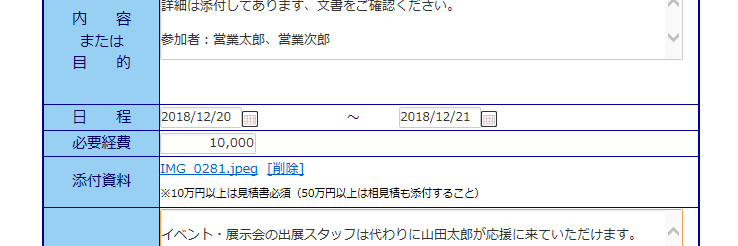 詳細は添付してあります、文書をご確認ください。
内　容
または
目　的
参加者：営業太郎、営業次郎
日　程 2018/12/20 ～ 2018/12/21
必要経費 10,000
添付資料 IMG_0281.jpeg [削除]
※10万円以上は見積書必須（50万円以上は相見積も添付すること）
イベント・展示会の出展スタッフは代わりに山田太郎が応援に来ていただけます。